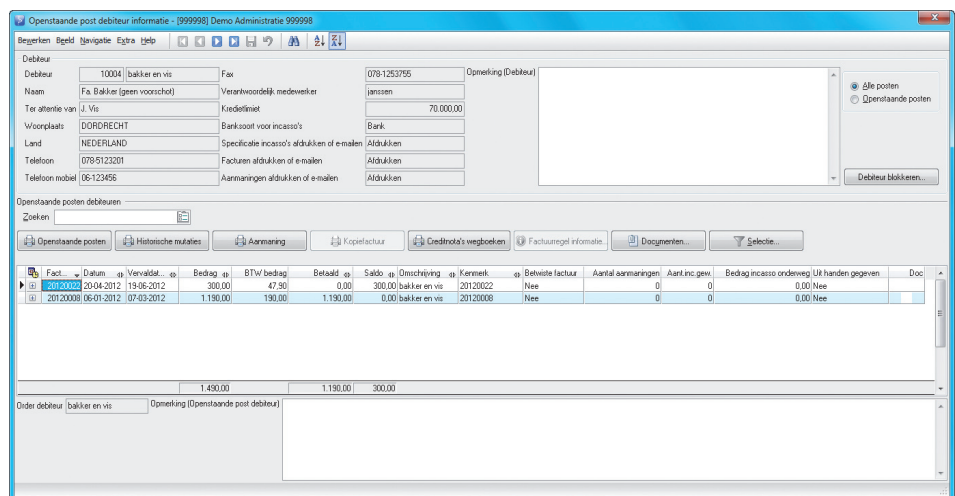 Openstaande post debiteur informatie - [999998] Demo Administratie 999998
Bewerken Beeld Navigatie Extra Help
Debiteur
Debiteur 10004 bakker en vis Fax 078-1253755 Opmerking (Debiteur)
Naam Fa. Bakker (geen voorschot) Verantwoordelijk medewerker janssen Alle posten
Ter attentie van J. Vis Kredietlimiet 70.000,00 Openstaande posten
Woonplaats DORDRECHT Banksoort voor incasso's Bank
Land NEDERLAND Specificatie incasso's afdrukken of e-mailen Afdrukken
Telefoon 078-5123201 Facturen afdrukken of e-mailen Afdrukken
Telefoon mobiel 06-123456 Aanmaningen afdrukken of e-mailen Afdrukken Debiteur blokkeren...
Openstaande posten debiteuren
Zoeken
Openstaande posten Historische mutaties Aanmaning Kopiefactuur Creditnota's wegboeken Factuurregel informatie... Documenten... Selectie...
Fact... Datum Vervaldat... Bedrag BTW bedrag Betaald Saldo Omschrijving Kenmerk Betwiste factuur Aantal aanmaningen Aant.inc.gew. Bedrag incasso onderweg Uit handen gegeven Doc
20120022 20-04-2012 19-06-2012 300,00 47,90 0,00 300,00 bakker en vis 20120022 Nee 0 0 0,00 Nee
20120008 06-01-2012 07-03-2012 1.190,00 190,00 1.190,00 0,00 bakker en vis 20120008 Nee 0 0 0,00 Nee
1.490,00 1.190,00 300,00
Order debiteur bakker en vis Opmerking (Openstaande post debiteur)